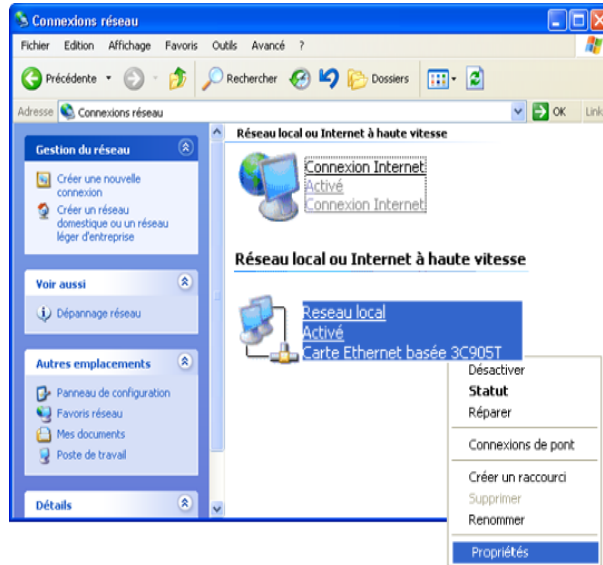 Connexions réseau
Fichier Edition Affichage Favoris Outils Avancé ?
Précédente Rechercher Dossiers
Adresse Connexions réseau OK Links
Gestion du réseau
Créer une nouvelle
connexion
Créer un réseau
domestique ou un réseau
léger d'entreprise
Voir aussi
Dépannage réseau
Autres emplacements
Panneau de configuration
Favoris réseau
Mes documents
Poste de travail
Détails
Réseau local ou Internet à haute vitesse
Connexion Internet
Activé
Connexion Internet
Réseau local ou Internet à haute vitesse
Reseau local
Activé
Carte Ethernet basée 3C905T
Désactiver
Statut
Réparer
Connexions de pont
Créer un raccourci
Supprimer
Renommer
Propriétés